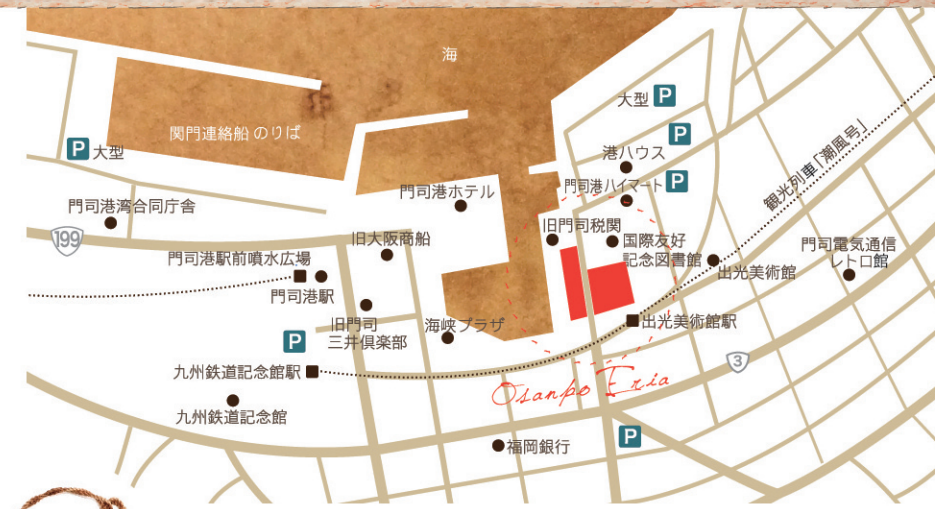 海
大型 P
関門連絡船 のりば
P
P 大型
港ハウス
観光列車「潮風号」
門司港ホテル
門司港ハイマート P
門司港湾合同庁舎
199
旧大阪商船
旧門司税関
国際友好
記念図書館
門司電気通信
レトロ館
門司港駅前噴水広場
出光美術館
門司港駅
旧門司
三井倶楽部
海峡プラザ
出光美術館駅
P
九州鉄道記念館駅
3
Osanpo Eria
九州鉄道記念館
福岡銀行
P